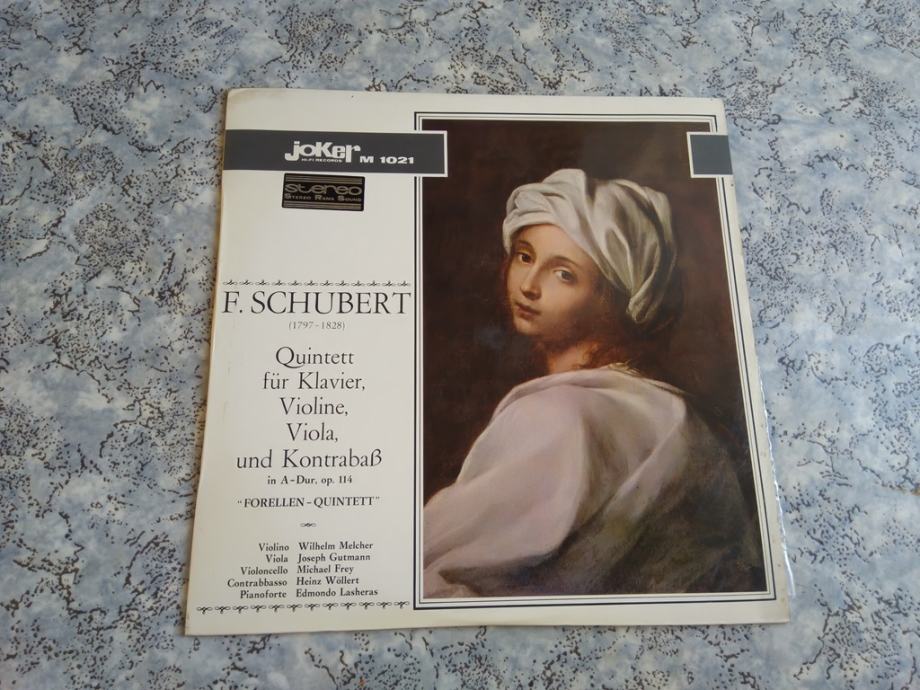 joker M 1021
HI-FI RECORDS
stereo
STEREO RAMA SOUND
F. SCHUBERT
(1797-1828)
Quintett
für Klavier,
Violine,
Viola,
und Kontrabaß
in A-Dur, op. 114
“FORELLEN-QUINTETT”
Violino Wilhelm Melcher
Viola Joseph Gutmann
Violoncello Michael Frey
Contrabbasso Heinz Wöllert
Pianoforte Edmondo Lasheras